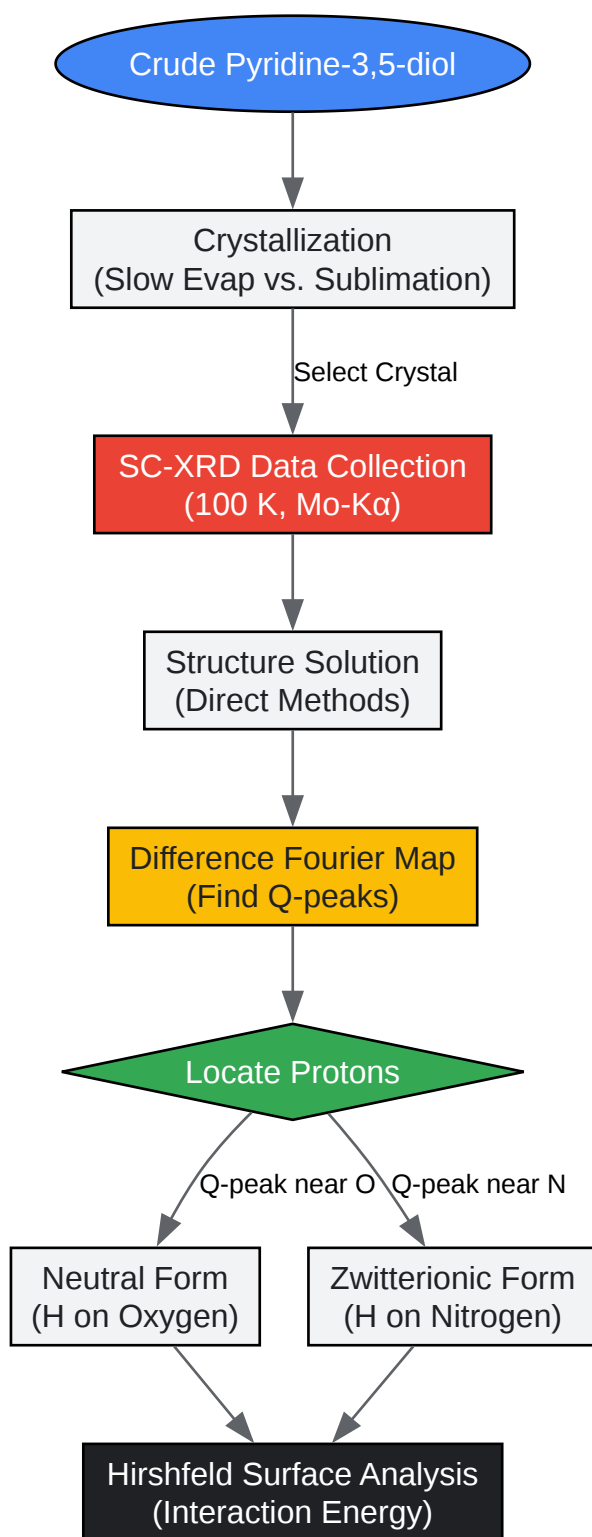 Crude Pyridine-3,5-diol
Crystallization
(Slow Evap vs. Sublimation)
Select Crystal
SC-XRD Data Collection
(100 K, Mo-Kα)
Structure Solution
(Direct Methods)
Difference Fourier Map
(Find Q-peaks)
Locate Protons
Q-peak near O
Q-peak near N
Neutral Form
(H on Oxygen)
Zwitterionic Form
(H on Nitrogen)
Hirshfeld Surface Analysis
(Interaction Energy)